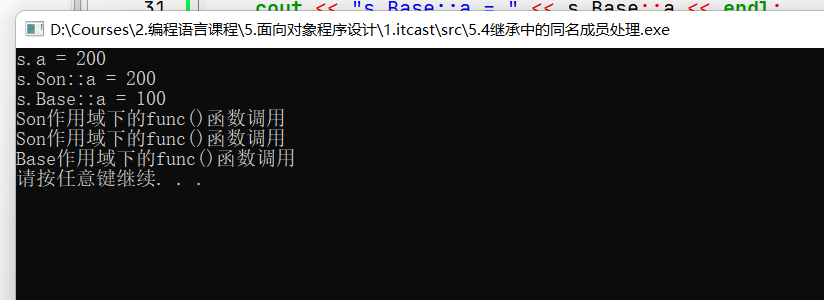 31 cout << "s.Base::a = " << s.Base::a << endl;
D:\Courses\2.编程语言课程\5.面向对象程序设计\1.itcast\src\5.4继承中的同名成员处理.exe
s.a = 200
s.Son::a = 200
s.Base::a = 100
Son作用域下的func()函数调用
Son作用域下的func()函数调用
Base作用域下的func()函数调用
请按任意键继续. . .